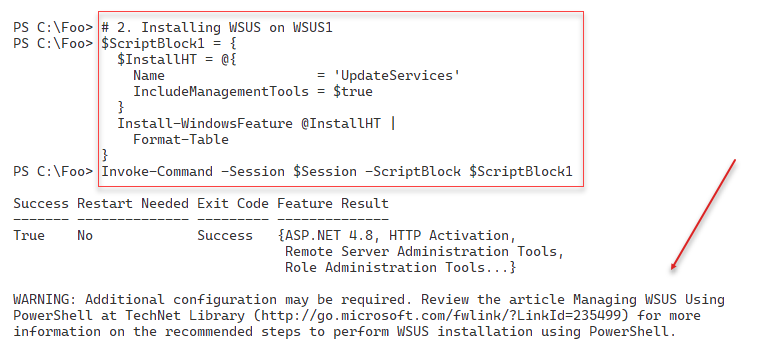 PS C:\Foo> # 2. Installing WSUS on WSUS1
PS C:\Foo> $ScriptBlock1 = {
  $InstallHT = @{
    Name                   = 'UpdateServices'
    IncludeManagementTools = $true
  }
  Install-WindowsFeature @InstallHT |
    Format-Table
}
PS C:\Foo> Invoke-Command -Session $Session -ScriptBlock $ScriptBlock1
Success Restart Needed Exit Code Feature Result
------- -------------- --------- --------------
True    No             Success   {ASP.NET 4.8, HTTP Activation,
Remote Server Administration Tools,
Role Administration Tools...}
WARNING: Additional configuration may be required. Review the article Managing WSUS Using
PowerShell at TechNet Library (http://go.microsoft.com/fwlink/?LinkId=235499) for more
information on the recommended steps to perform WSUS installation using PowerShell.